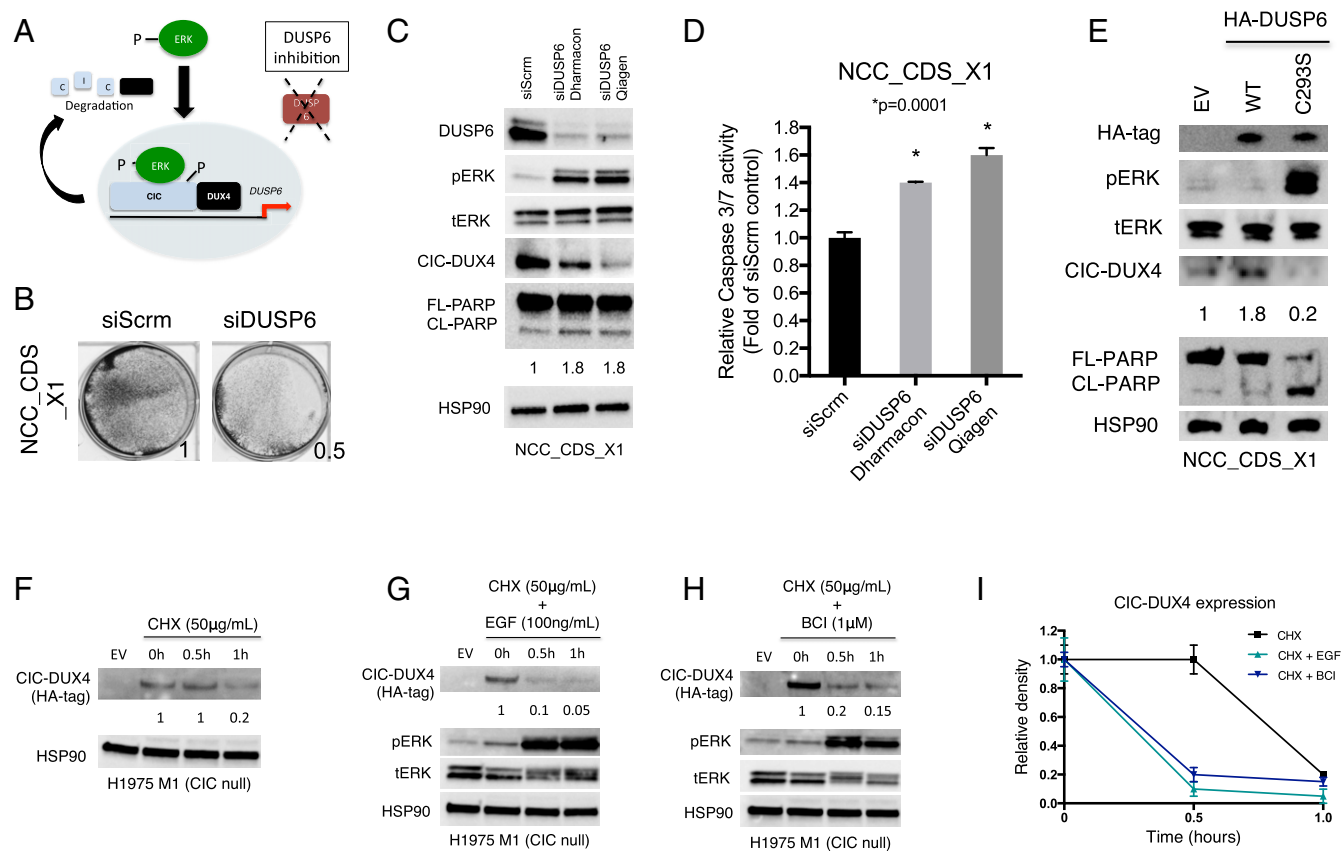 A
P
ERK
DUSP6
inhibition
C
I
C
Degradation
DUSP
6
P
ERK
P
CIC
DUX4
DUSP6
B
siScrm
siDUSP6
NCC_CDS
_X1
1
0.5
C
siScrm
siDUSP6
Dharmacon
siDUSP6
Qiagen
DUSP6
pERK
tERK
CIC-DUX4
FL-PARP
CL-PARP
1 1.8 1.8
HSP90
NCC_CDS_X1
D
NCC_CDS_X1
*p=0.0001
Relative Caspase 3/7 activity
(Fold of siScrm control)
1.8
1.6
1.4
1.2
1.0
0.8
0.6
0.4
0.2
0.0
*
*
siScrm
siDUSP6
Dharmacon
siDUSP6
Qiagen
E
HA-DUSP6
EV
WT
C293S
HA-tag
pERK
tERK
CIC-DUX4
1 1.8 0.2
FL-PARP
CL-PARP
HSP90
NCC_CDS_X1
F
CHX (50µg/mL)
EV 0h 0.5h 1h
CIC-DUX4
(HA-tag)
1 1 0.2
HSP90
H1975 M1 (CIC null)
G
CHX (50µg/mL)
+
EGF (100ng/mL)
EV 0h 0.5h 1h
CIC-DUX4
(HA-tag)
1 0.1 0.05
pERK
tERK
HSP90
H1975 M1 (CIC null)
H
CHX (50µg/mL)
+
BCI (1µM)
EV 0h 0.5h 1h
CIC-DUX4
(HA-tag)
1 0.2 0.15
pERK
tERK
HSP90
H1975 M1 (CIC null)
I
CIC-DUX4 expression
Relative density
1.2
1.0
0.8
0.6
0.4
0.2
0.0
CHX
CHX + EGF
CHX + BCI
0 0.5 1.0
Time (hours)